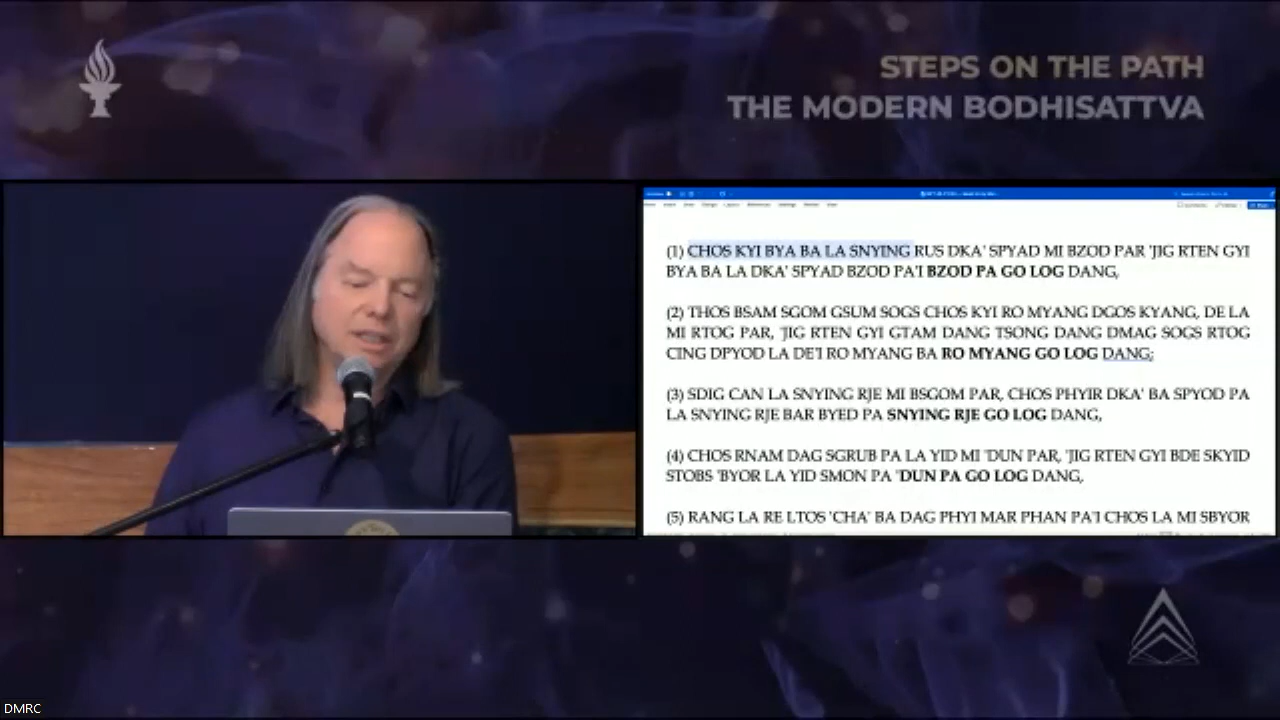 STEPS ON THE PATH
THE MODERN BODHISATTVA
(1) CHOS KYI BYA BA LA SNYING RUS DKA' SPYAD MI BZOD PAR 'JIG RTEN GYI
BYA BA LA DKA' SPYAD BZOD PA'I BZOD PA GO LOG DANG,
(2) THOS BSAM SGOM GSUM SOGS CHOS KYI RO MYANG DGOS KYANG, DE LA
MI RTOG PAR, 'JIG RTEN GYI GTAM DANG TSONG DANG DMAG SOGS RTOG
CING DPYOD LA DE'I RO MYANG BA RO MYANG GO LOG DANG;
(3) SDIG CAN LA SNYING RJE MI BSGOM PAR, CHOS PHYIR DKA' BA SPYOD PA
LA SNYING RJE BAR BYED PA SNYING RJE GO LOG DANG,
(4) CHOS RNAM DAG SGRUB PA LA YID MI 'DUN PAR, 'JIG RTEN GYI BDE SKYID
STOBS 'BYOR LA YID SMON PA 'DUN PA GO LOG DANG,
(5) RANG LA RE LTOS 'CHA' BA DAG PHYI MAR PHAN PA'I CHOS LA MI SBYOR
DMRC